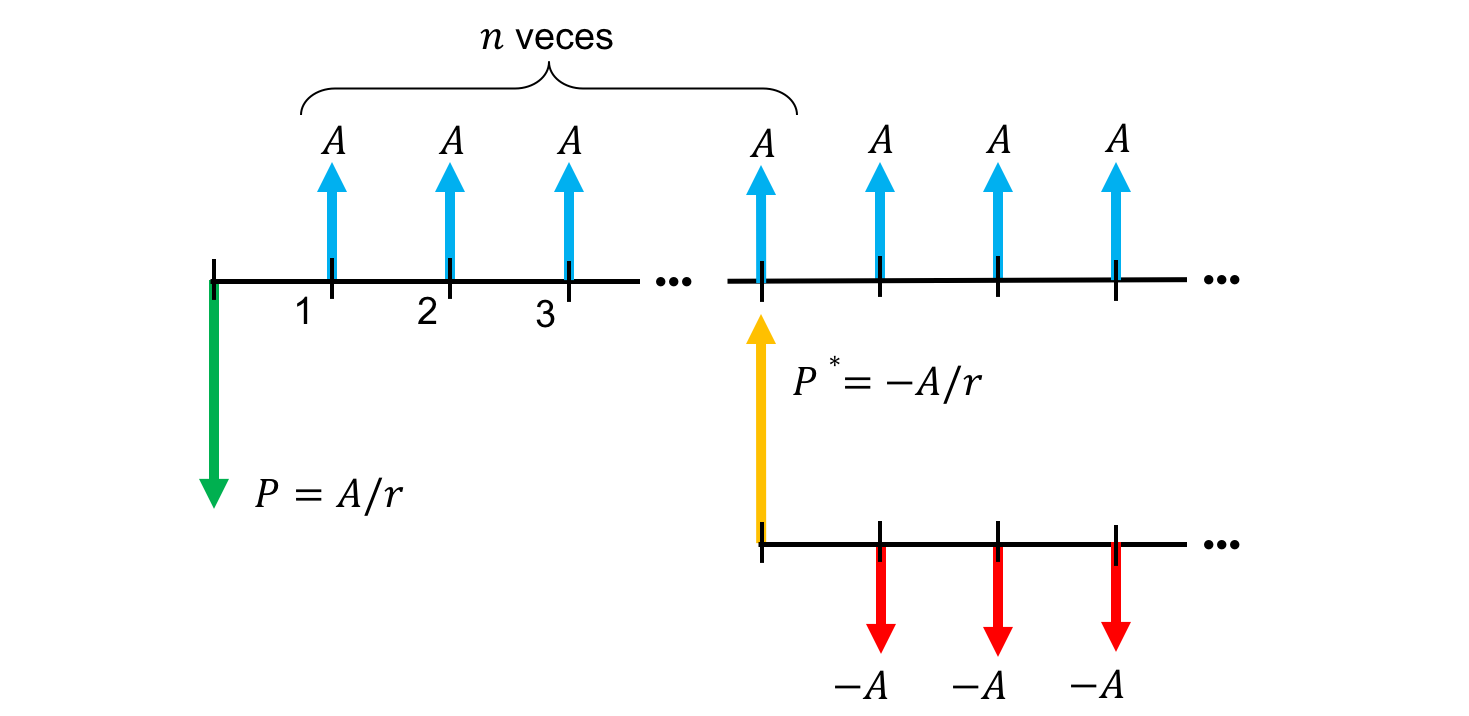 n veces
A A A A A A A
1 2 3
P * = −A/r
P = A/r
−A −A −A